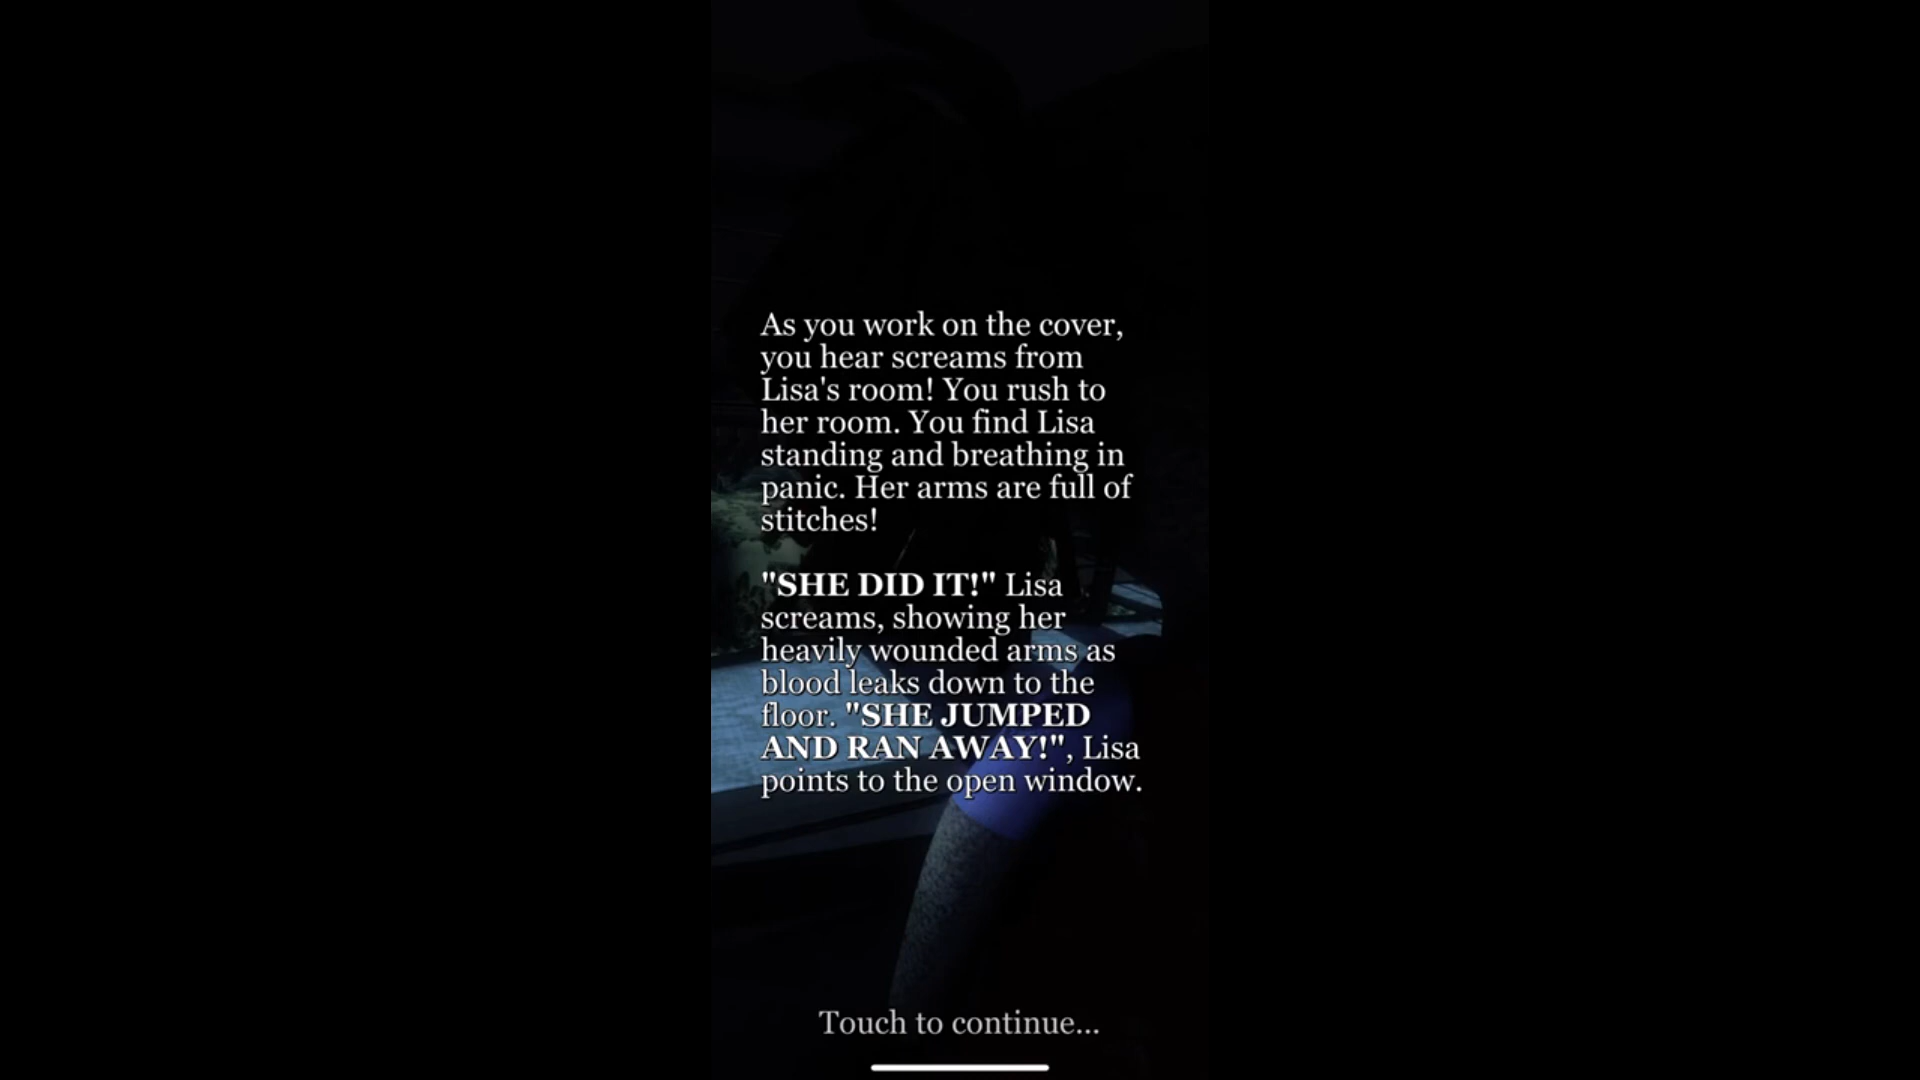 As you work on the cover,
you hear screams from
Lisa's room! You rush to
her room. You find Lisa
standing and breathing in
panic. Her arms are full of
stitches!
"SHE DID IT!" Lisa
screams, showing her
heavily wounded arms as
blood leaks down to the
floor. "SHE JUMPED
AND RAN AWAY!", Lisa
points to the open window.
Touch to continue...